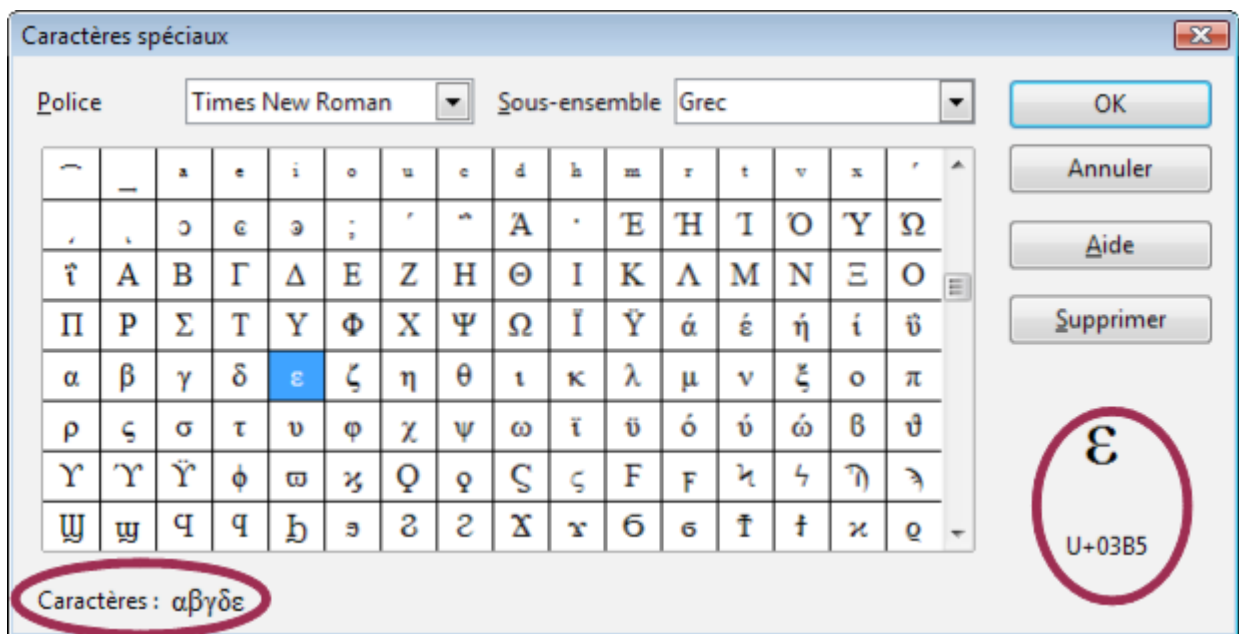 Caractères spéciaux
Police Times New Roman Sous-ensemble Grec OK
Annuler
Aide
Supprimer
⁀ _ ͣ ͤ ͥ ͦ ͧ ͨ ͩ ͪ ͫ ͬ ͭ ͮ ͯ ʹ
͵ ͺ ͻ ͼ ͽ ; ΄ ΅ Ά · Έ Ή Ί Ό Ύ Ώ
ΐ Α Β Γ Δ Ε Ζ Η Θ Ι Κ Λ Μ Ν Ξ Ο
Π Ρ Σ Τ Υ Φ Χ Ψ Ω Ϊ Ϋ ά έ ή ί ΰ
α β γ δ ε ζ η θ ι κ λ μ ν ξ ο π
ρ ς σ τ υ φ χ ψ ω ϊ ϋ ό ύ ώ ϐ ϑ
ϒ ϓ ϔ ϕ ϖ ϗ Ϙ ϙ Ϛ ϛ Ϝ ϝ Ϟ ϟ Ϡ ϡ
Ϣ ϣ Ϥ ϥ Ϧ ϧ Ϩ ϩ Ϫ ϫ Ϭ ϭ Ϯ ϯ ϰ ϱ
ε
U+03B5
Caractères : αβγδε